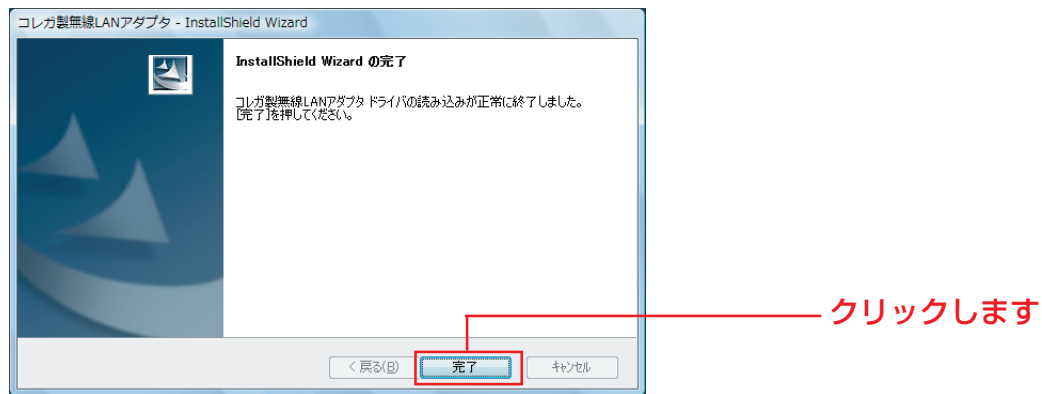 コレガ製無線LANアダプタ - InstallShield Wizard
InstallShield Wizard の完了
コレガ製無線LANアダプタ ドライバの読み込みが正常に終了しました。
[完了]を押してください。
クリックします
< 戻る(B)
完了
キャンセル